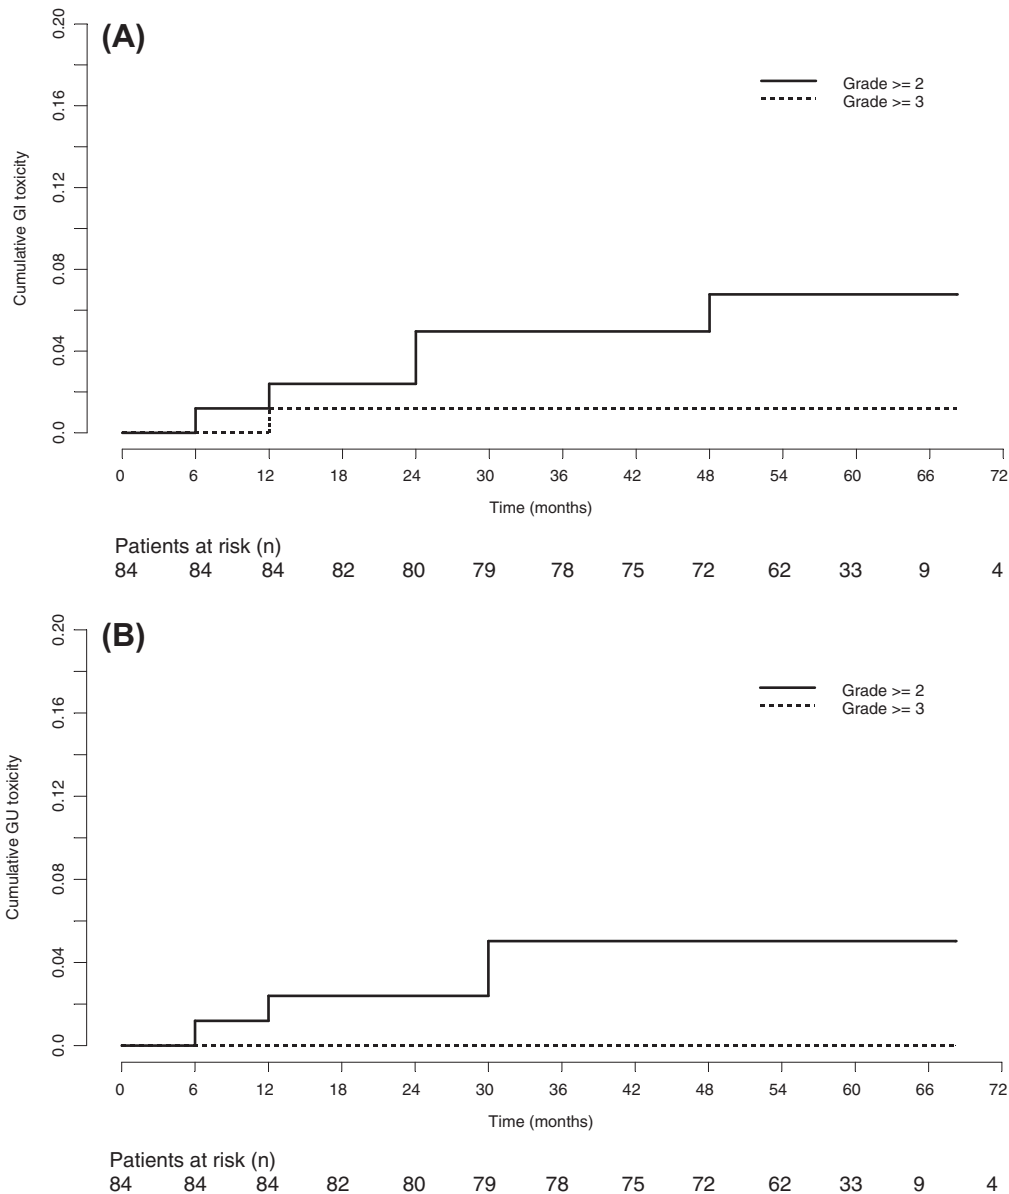 (A)
0.20
0.16
0.12
0.08
0.04
0.0
Cumulative GI toxicity
Grade >= 2
Grade >= 3
0 6 12 18 24 30 36 42 48 54 60 66 72
Time (months)
Patients at risk (n)
84 84 84 82 80 79 78 75 72 62 33 9 4
(B)
0.20
0.16
0.12
0.08
0.04
0.0
Cumulative GU toxicity
Grade >= 2
Grade >= 3
0 6 12 18 24 30 36 42 48 54 60 66 72
Time (months)
Patients at risk (n)
84 84 84 82 80 79 78 75 72 62 33 9 4